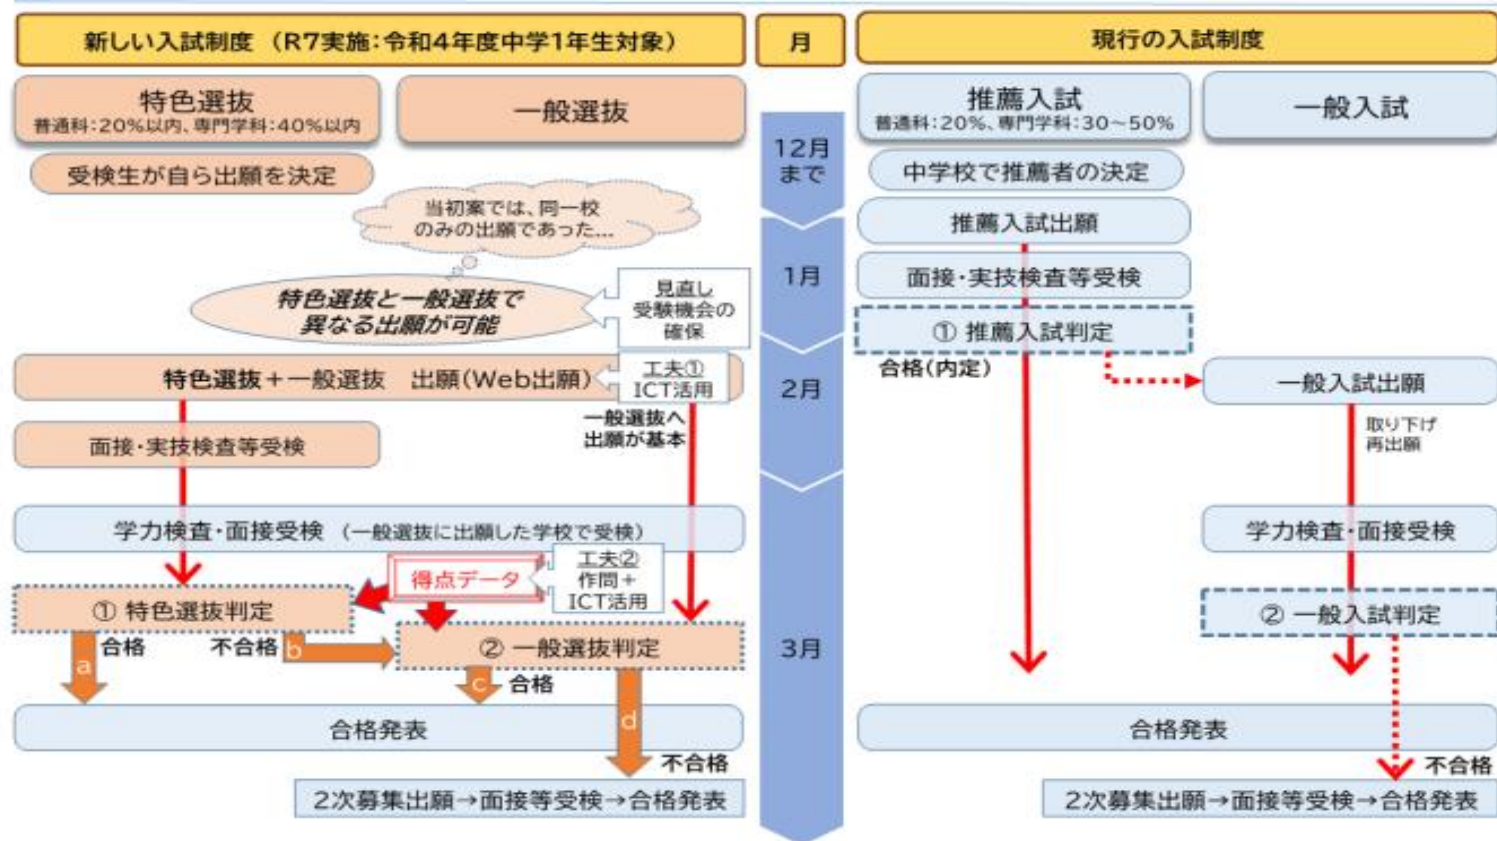 新しい入試制度 (R7実施:令和4年度中学1年生対象)
月
現行の入試制度
特色選抜
普通科:20%以内、専門学科:40%以内
一般選抜
受検生が自ら出願を決定
当初案では、同一校
のみの出願であった...
特色選抜と一般選抜で
異なる出願が可能
見直し
受験機会の
確保
特色選抜+一般選抜 出願(Web出願)
工夫①
ICT活用
一般選抜へ
出願が基本
面接・実技検査等受検
学力検査・面接受検 (一般選抜に出願した学校で受検)
得点データ
工夫②
作問+
ICT活用
① 特色選抜判定
合格
不合格
a
b
② 一般選抜判定
c
合格
d
合格発表
不合格
2次募集出願→面接等受検→合格発表
12月
まで
1月
2月
3月
推薦入試
普通科:20%、専門学科:30~50%
一般入試
中学校で推薦者の決定
推薦入試出願
面接・実技検査等受検
① 推薦入試判定
合格(内定)
一般入試出願
取り下げ
再出願
学力検査・面接受検
② 一般入試判定
合格発表
不合格
2次募集出願→面接等受検→合格発表